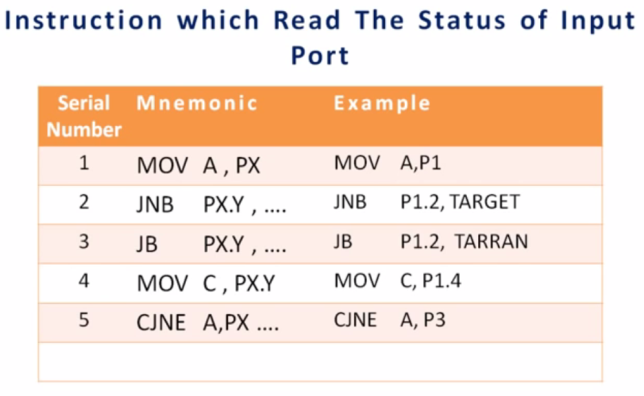 Instruction which Read The Status of Input
Port
Serial Number Mnemonic Example
1 MOV A , PX MOV A,P1
2 JNB PX.Y , .... JNB P1.2, TARGET
3 JB PX.Y , .... JB P1.2, TARRAN
4 MOV C , PX.Y MOV C, P1.4
5 CJNE A,PX .... CJNE A, P3